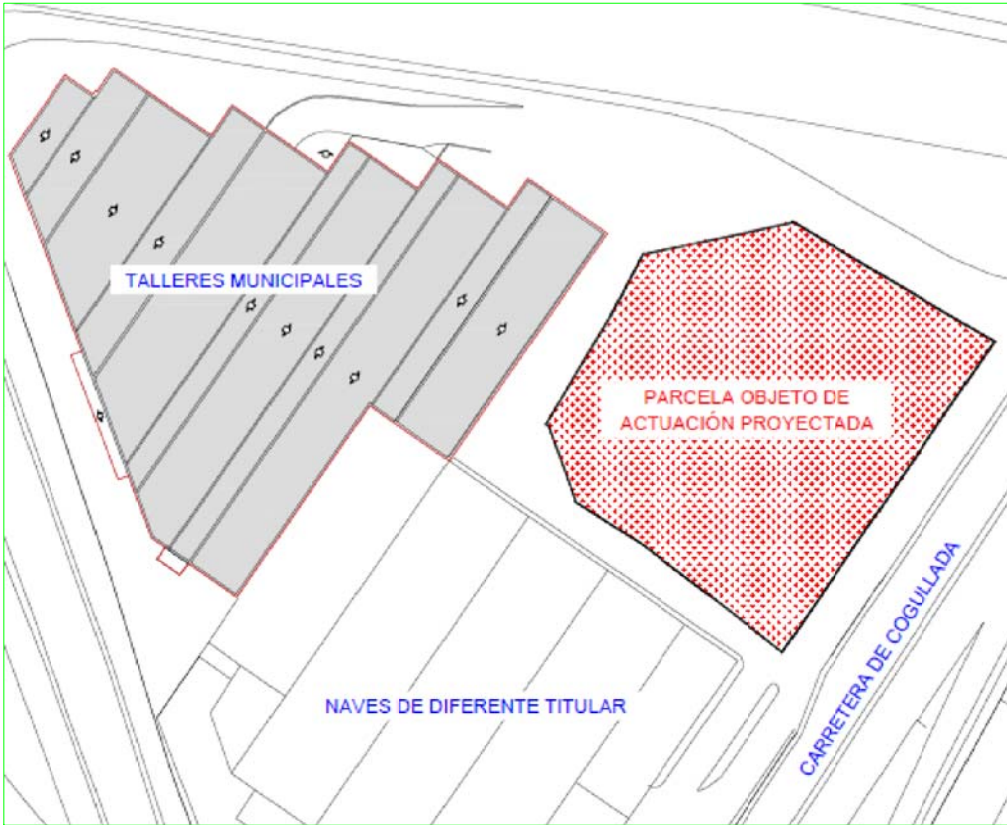 TALLERES MUNICIPALES
PARCELA OBJETO DE
ACTUACIÓN PROYECTADA
CARRETERA DE COGULLADA
NAVES DE DIFERENTE TITULAR